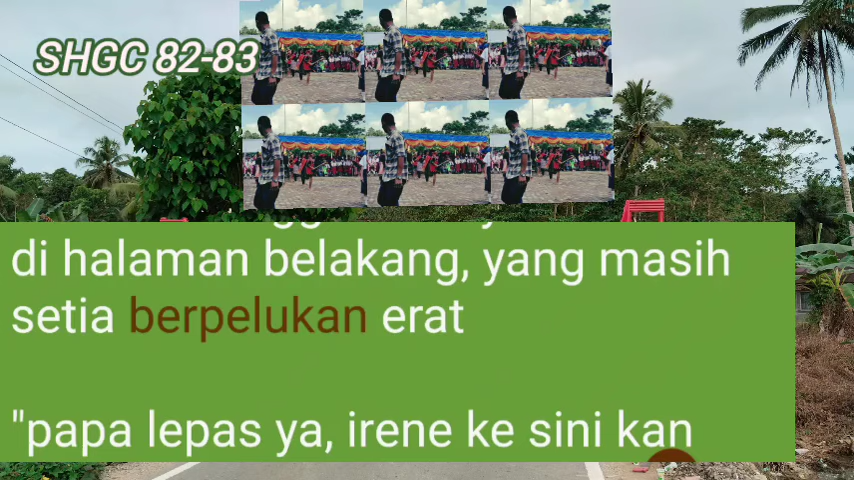 SHGC 82-83
di halaman belakang, yang masih
setia berpelukan erat
"papa lepas ya, irene ke sini kan